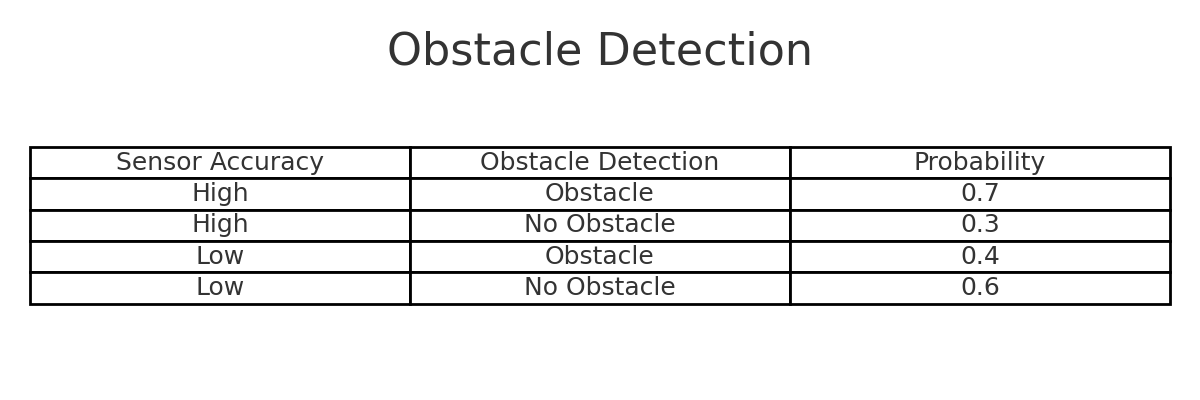 Obstacle Detection
Sensor Accuracy Obstacle Detection Probability
High Obstacle 0.7
High No Obstacle 0.3
Low Obstacle 0.4
Low No Obstacle 0.6